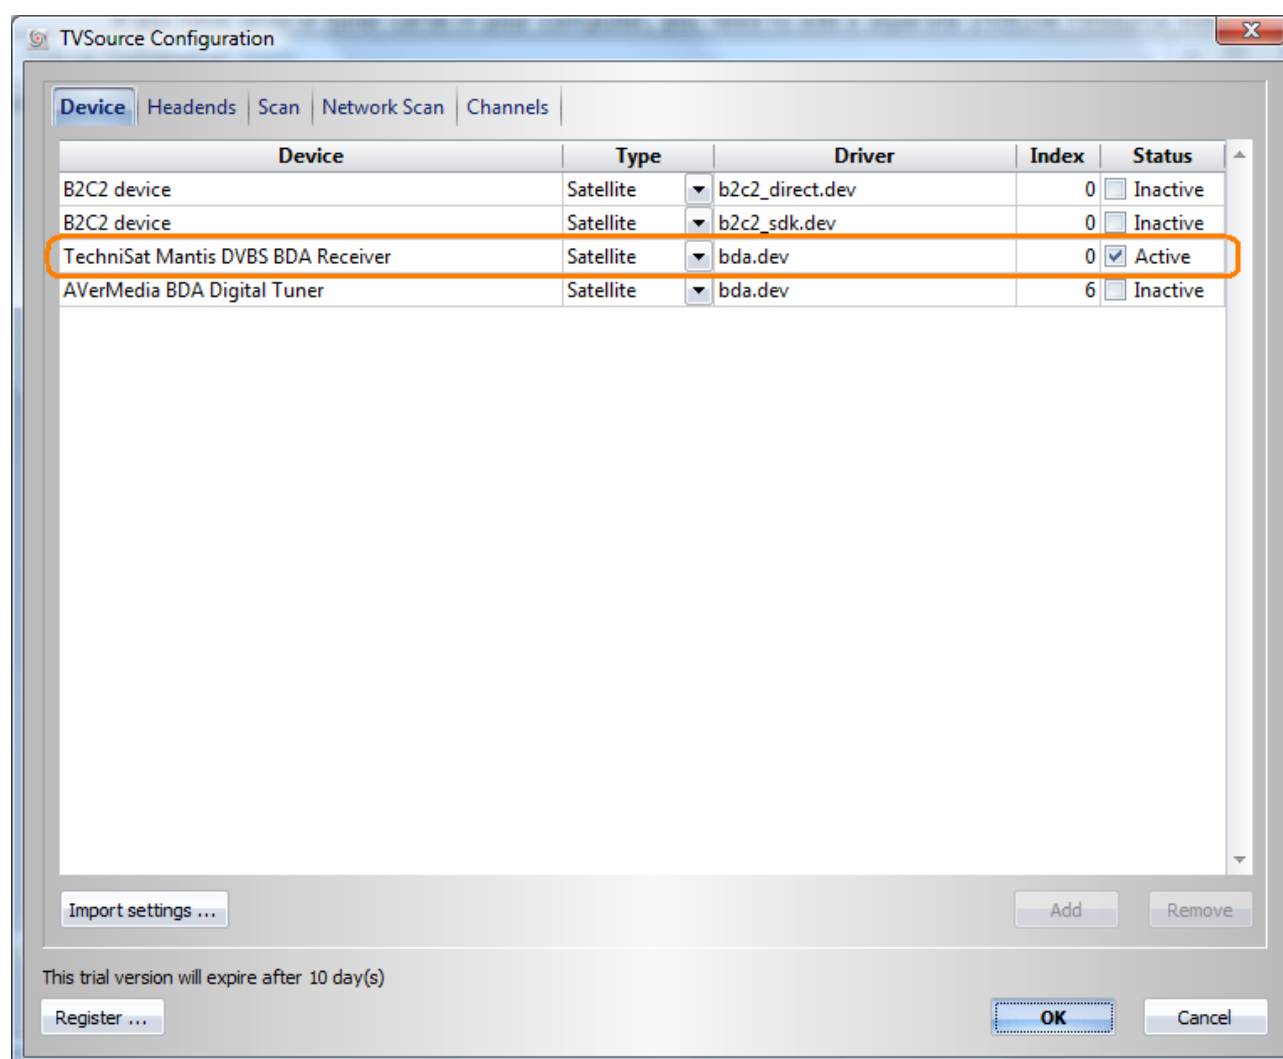 TVSource Configuration
Device Headends Scan Network Scan Channels
Device Type Driver Index Status
B2C2 device Satellite b2c2_direct.dev 0 Inactive
B2C2 device Satellite b2c2_sdk.dev 0 Inactive
TechniSat Mantis DVBS BDA Receiver Satellite bda.dev 0 Active
AVerMedia BDA Digital Tuner Satellite bda.dev 6 Inactive
Import settings ... Add Remove
This trial version will expire after 10 day(s)
Register ... OK Cancel